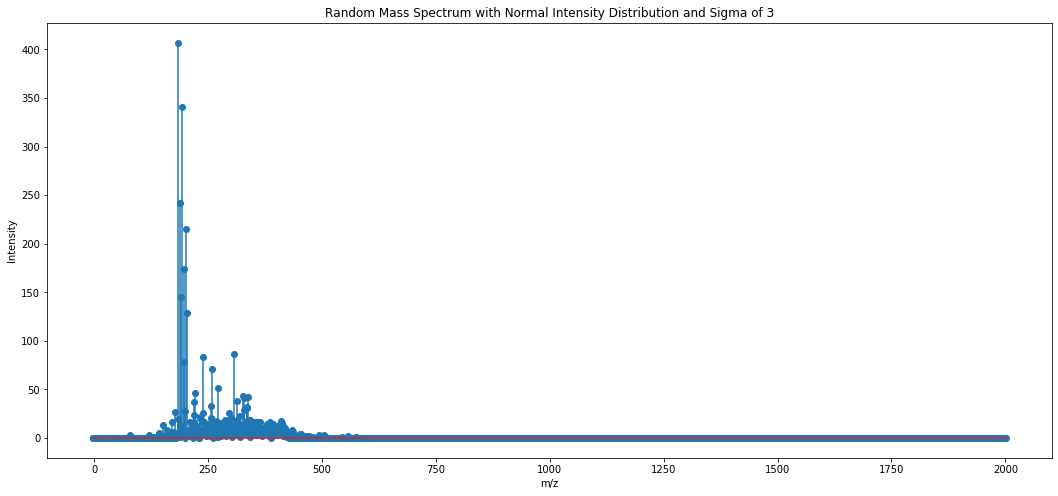 Random Mass Spectrum with Normal Intensity Distribution and Sigma of 3
400
350
300
250
200
150
100
50
0
Intensity
0 250 500 750 1000 1250 1500 1750 2000
m/z